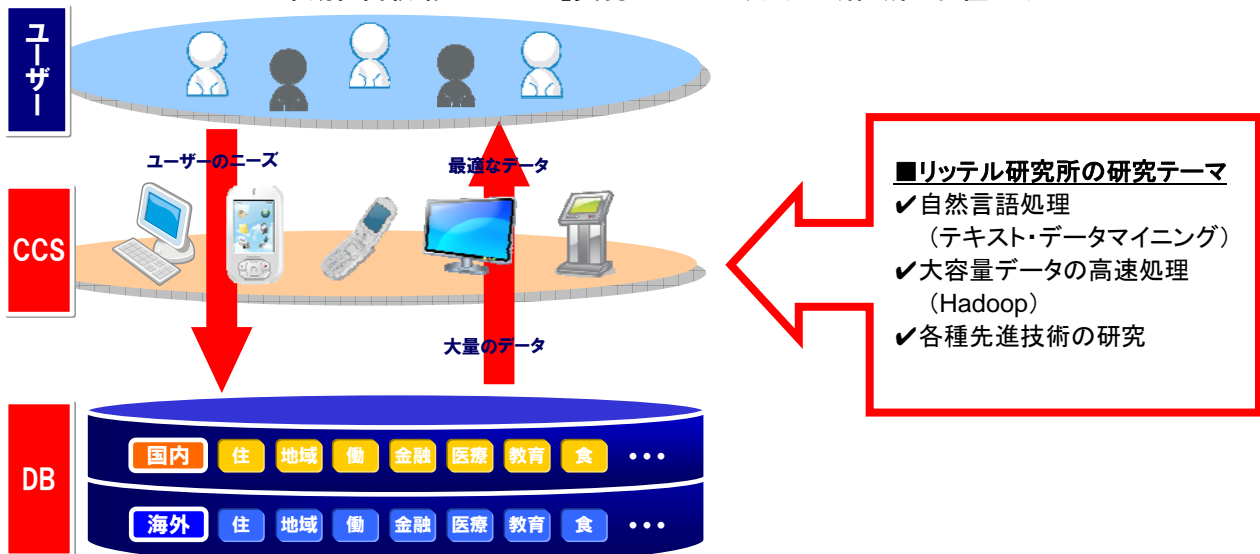 ユーザー
ユーザーのニーズ
最適なデータ
CCS
大量のデータ
DB
国内 住 地域 働 金融 医療 教育 食 ・・・
海外 住 地域 働 金融 医療 教育 食 ・・・
■リッテル研究所の研究テーマ
✔自然言語処理
（テキスト・データマイニング）
✔大容量データの高速処理
（Hadoop）
✔各種先進技術の研究